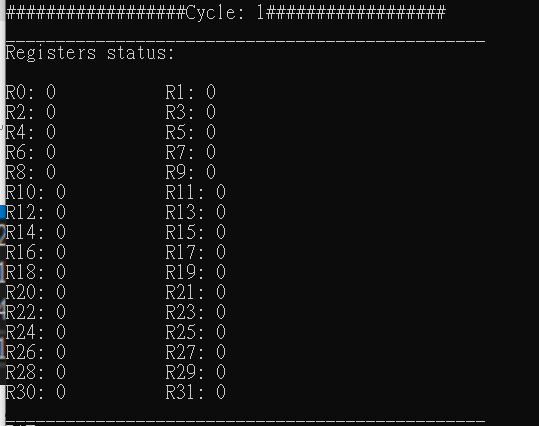 ##################Cycle: 1##################
________________________________________________
Registers status:
R0: 0 R1: 0
R2: 0 R3: 0
R4: 0 R5: 0
R6: 0 R7: 0
R8: 0 R9: 0
R10: 0 R11: 0
R12: 0 R13: 0
R14: 0 R15: 0
R16: 0 R17: 0
R18: 0 R19: 0
R20: 0 R21: 0
R22: 0 R23: 0
R24: 0 R25: 0
R26: 0 R27: 0
R28: 0 R29: 0
R30: 0 R31: 0
________________________________________________